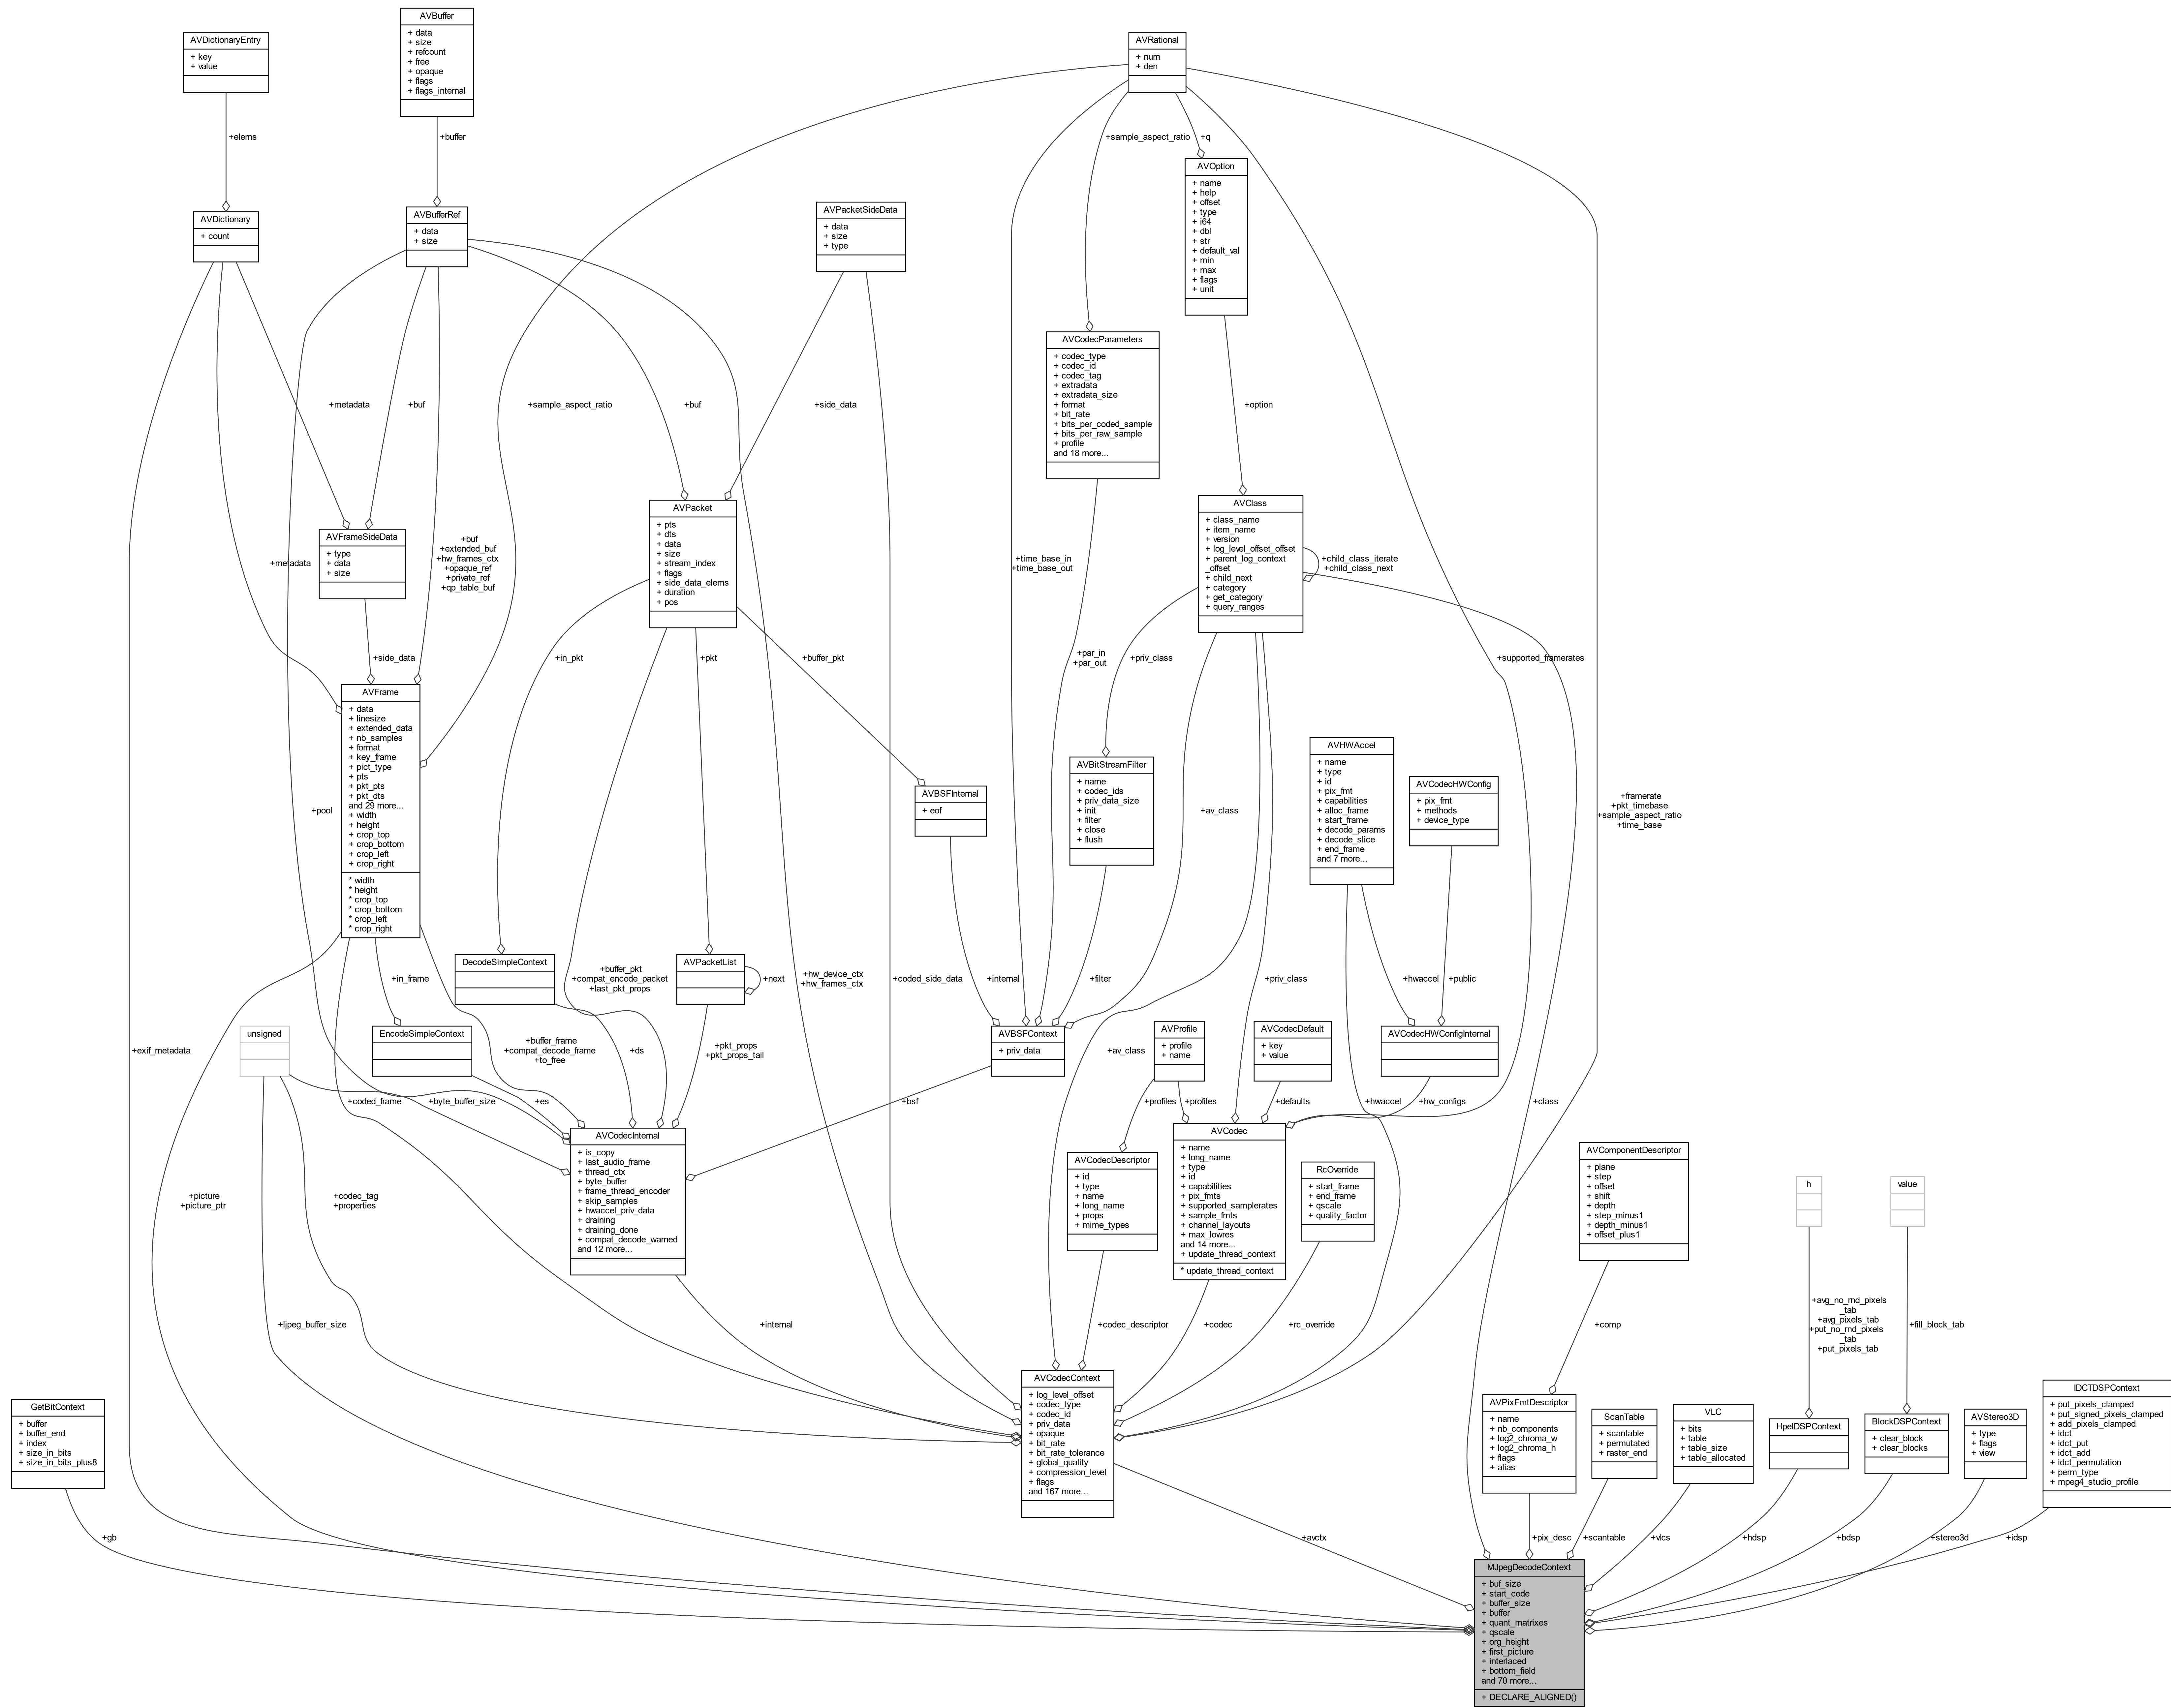 AVBuffer
+ data
+ size
+ refcount
+ free
+ opaque
+ flags
+ flags_internal
AVDictionaryEntry
+ key
+ value
AVRational
+ num
+ den
+elems
+buffer
+sample_aspect_ratio
+q
AVOption
+ name
+ help
+ offset
+ type
+ i64
+ dbl
+ str
+ default_val
+ min
+ max
+ flags
+ unit
AVDictionary
+ count
AVBufferRef
+ data
+ size
AVPacketSideData
+ data
+ size
+ type
AVCodecParameters
+ codec_type
+ codec_id
+ codec_tag
+ extradata
+ extradata_size
+ format
+ bit_rate
+ bits_per_coded_sample
+ bits_per_raw_sample
+ profile
and 18 more...
+metadata
+buf
+sample_aspect_ratio
+buf
+side_data
+option
AVFrameSideData
+ type
+ data
+ size
AVPacket
+ pts
+ dts
+ data
+ size
+ stream_index
+ flags
+ side_data_elems
+ duration
+ pos
AVClass
+ class_name
+ item_name
+ version
+ log_level_offset_offset
+ parent_log_context
_offset
+ child_next
+ category
+ get_category
+ query_ranges
+child_class_iterate
+child_class_next
+metadata
+buf
+extended_buf
+hw_frames_ctx
+opaque_ref
+private_ref
+qp_table_buf
+time_base_in
+time_base_out
+side_data
+in_pkt
+pkt
+buffer_pkt
+par_in
+par_out
+priv_class
+supported_framerates
AVFrame
+ data
+ linesize
+ extended_data
+ nb_samples
+ format
+ key_frame
+ pict_type
+ pts
+ pkt_pts
+ pkt_dts
and 29 more...
+ width
+ height
+ crop_top
+ crop_bottom
+ crop_left
+ crop_right
* width
* height
* crop_top
* crop_bottom
* crop_left
* crop_right
+pool
AVBSFInternal
+ eof
AVBitStreamFilter
+ name
+ codec_ids
+ priv_data_size
+ init
+ filter
+ close
+ flush
+av_class
AVHWAccel
+ name
+ type
+ id
+ pix_fmt
+ capabilities
+ alloc_frame
+ start_frame
+ decode_params
+ decode_slice
+ end_frame
and 7 more...
AVCodecHWConfig
+ pix_fmt
+ methods
+ device_type
+framerate
+pkt_timebase
+sample_aspect_ratio
+time_base
+in_frame
DecodeSimpleContext
+buffer_pkt
+compat_encode_packet
+last_pkt_props
AVPacketList
+next
+hw_device_ctx
+hw_frames_ctx
+coded_side_data
+internal
+filter
+priv_class
+hwaccel
+public
+exif_metadata
unsigned
EncodeSimpleContext
+buffer_frame
+compat_decode_frame
+to_free
+ds
+pkt_props
+pkt_props_tail
AVBSFContext
+ priv_data
+av_class
AVProfile
+ profile
+ name
AVCodecDefault
+ key
+ value
AVCodecHWConfigInternal
+coded_frame
+byte_buffer_size
+es
+bsf
+profiles
+profiles
+defaults
+hwaccel
+hw_configs
+class
+picture
+picture_ptr
+codec_tag
+properties
AVCodecInternal
+ is_copy
+ last_audio_frame
+ thread_ctx
+ byte_buffer
+ frame_thread_encoder
+ skip_samples
+ hwaccel_priv_data
+ draining
+ draining_done
+ compat_decode_warned
and 12 more...
AVCodecDescriptor
+ id
+ type
+ name
+ long_name
+ props
+ mime_types
AVCodec
+ name
+ long_name
+ type
+ id
+ capabilities
+ pix_fmts
+ supported_samplerates
+ sample_fmts
+ channel_layouts
+ max_lowres
and 14 more...
+ update_thread_context
* update_thread_context
RcOverride
+ start_frame
+ end_frame
+ qscale
+ quality_factor
AVComponentDescriptor
+ plane
+ step
+ offset
+ shift
+ depth
+ step_minus1
+ depth_minus1
+ offset_plus1
h
value
+ljpeg_buffer_size
+internal
+codec_descriptor
+codec
+rc_override
+comp
+avg_no_rnd_pixels
_tab
+avg_pixels_tab
+put_no_rnd_pixels
_tab
+put_pixels_tab
+fill_block_tab
GetBitContext
+ buffer
+ buffer_end
+ index
+ size_in_bits
+ size_in_bits_plus8
AVCodecContext
+ log_level_offset
+ codec_type
+ codec_id
+ priv_data
+ opaque
+ bit_rate
+ bit_rate_tolerance
+ global_quality
+ compression_level
+ flags
and 167 more...
AVPixFmtDescriptor
+ name
+ nb_components
+ log2_chroma_w
+ log2_chroma_h
+ flags
+ alias
ScanTable
+ scantable
+ permutated
+ raster_end
VLC
+ bits
+ table
+ table_size
+ table_allocated
HpelDSPContext
BlockDSPContext
+ clear_block
+ clear_blocks
AVStereo3D
+ type
+ flags
+ view
IDCTDSPContext
+ put_pixels_clamped
+ put_signed_pixels_clamped
+ add_pixels_clamped
+ idct
+ idct_put
+ idct_add
+ idct_permutation
+ perm_type
+ mpeg4_studio_profile
+gb
+avctx
+pix_desc
+scantable
+vlcs
+hdsp
+bdsp
+stereo3d
+idsp
MJpegDecodeContext
+ buf_size
+ start_code
+ buffer_size
+ buffer
+ quant_matrixes
+ qscale
+ org_height
+ first_picture
+ interlaced
+ bottom_field
and 70 more...
+ DECLARE_ALIGNED()